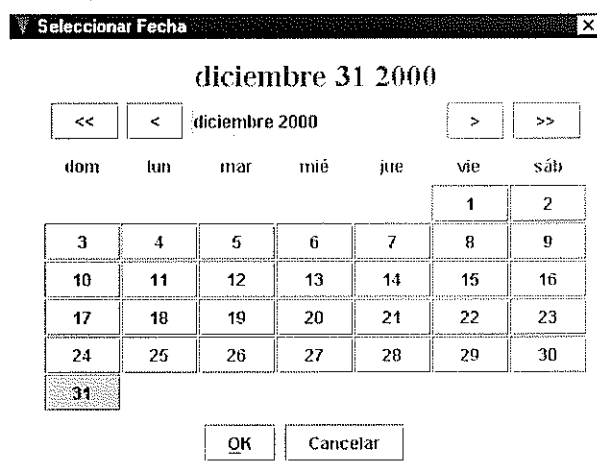 Seleccionar Fecha ×
diciembre 31 2000
<< < diciembre 2000 > >>
dom lun mar mié jue vie sáb
1 2
3 4 5 6 7 8 9
10 11 12 13 14 15 16
17 18 19 20 21 22 23
24 25 26 27 28 29 30
31
OK Cancelar